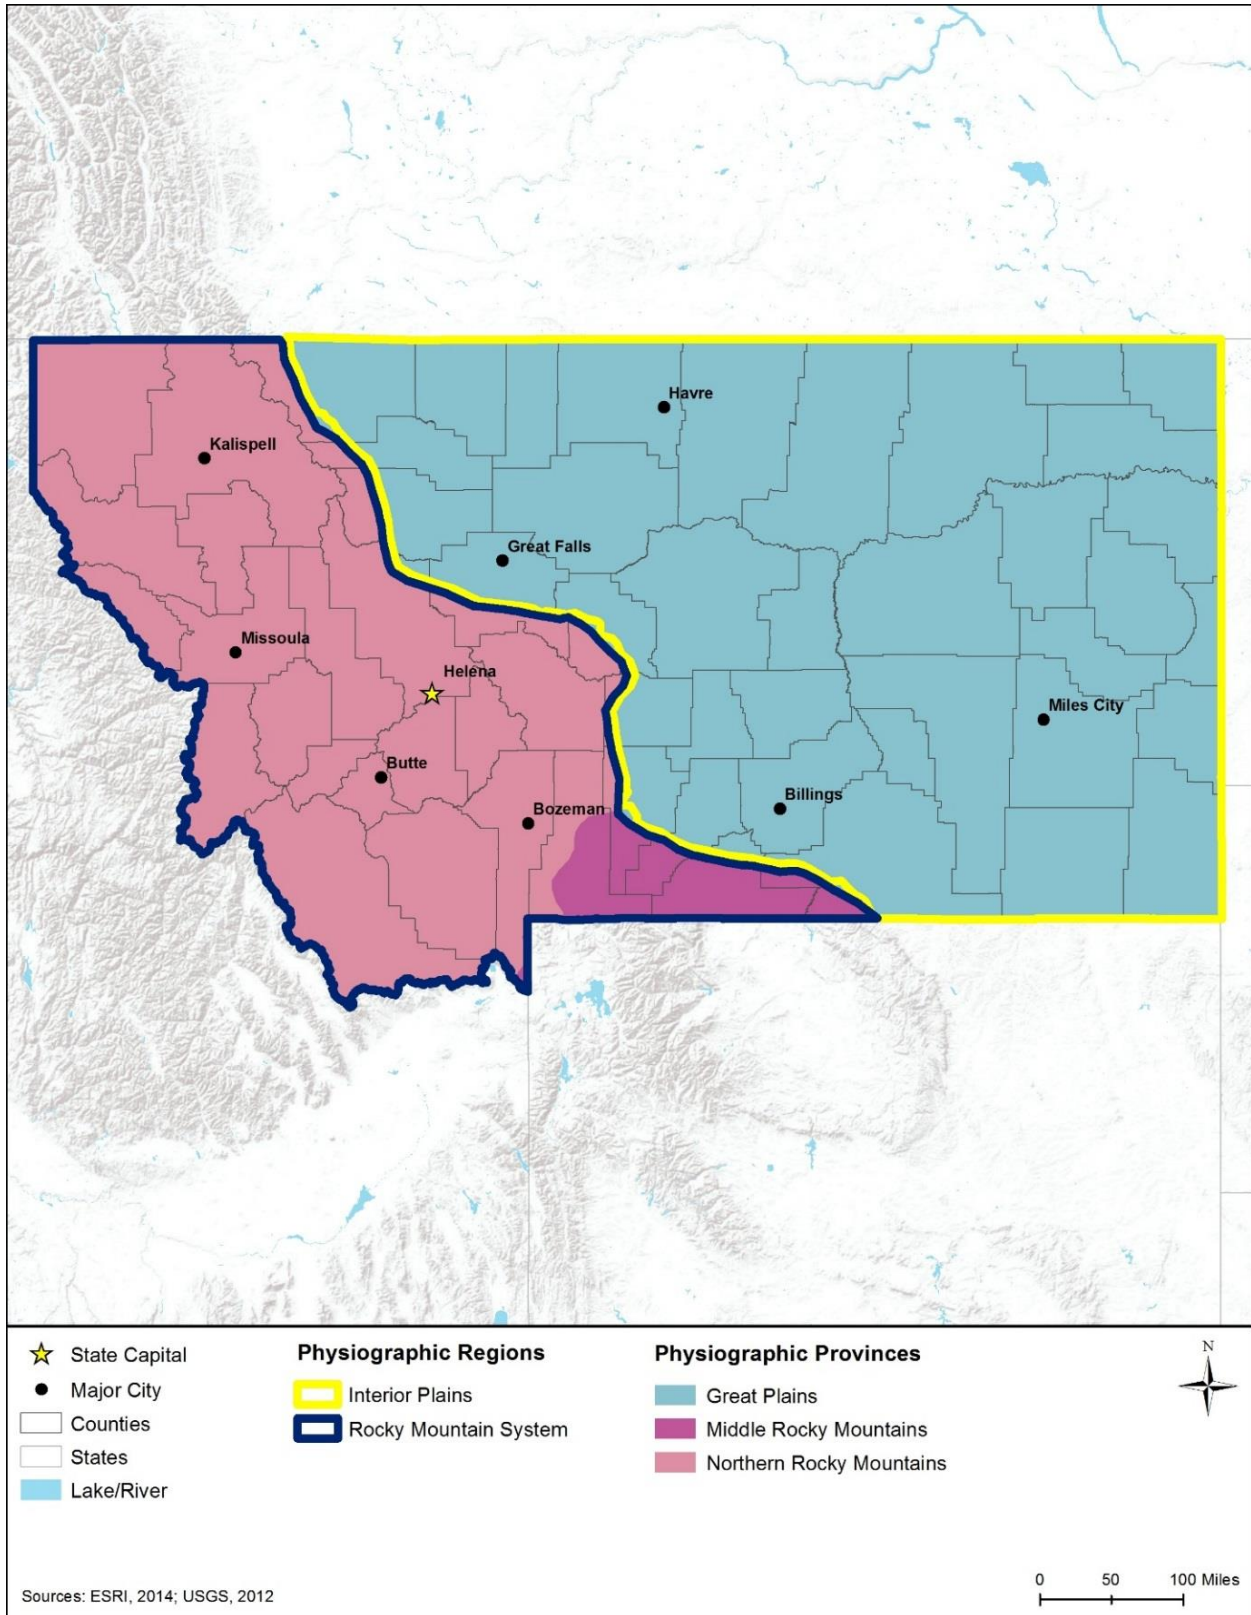 Havre
Kalispell
Great Falls
Missoula
Helena
Miles City
Butte
Billings
Bozeman
State Capital
Major City
Counties
States
Lake/River
Physiographic Regions
Interior Plains
Rocky Mountain System
Physiographic Provinces
Great Plains
Middle Rocky Mountains
Northern Rocky Mountains
N
Sources: ESRI, 2014; USGS, 2012
0 50 100 Miles